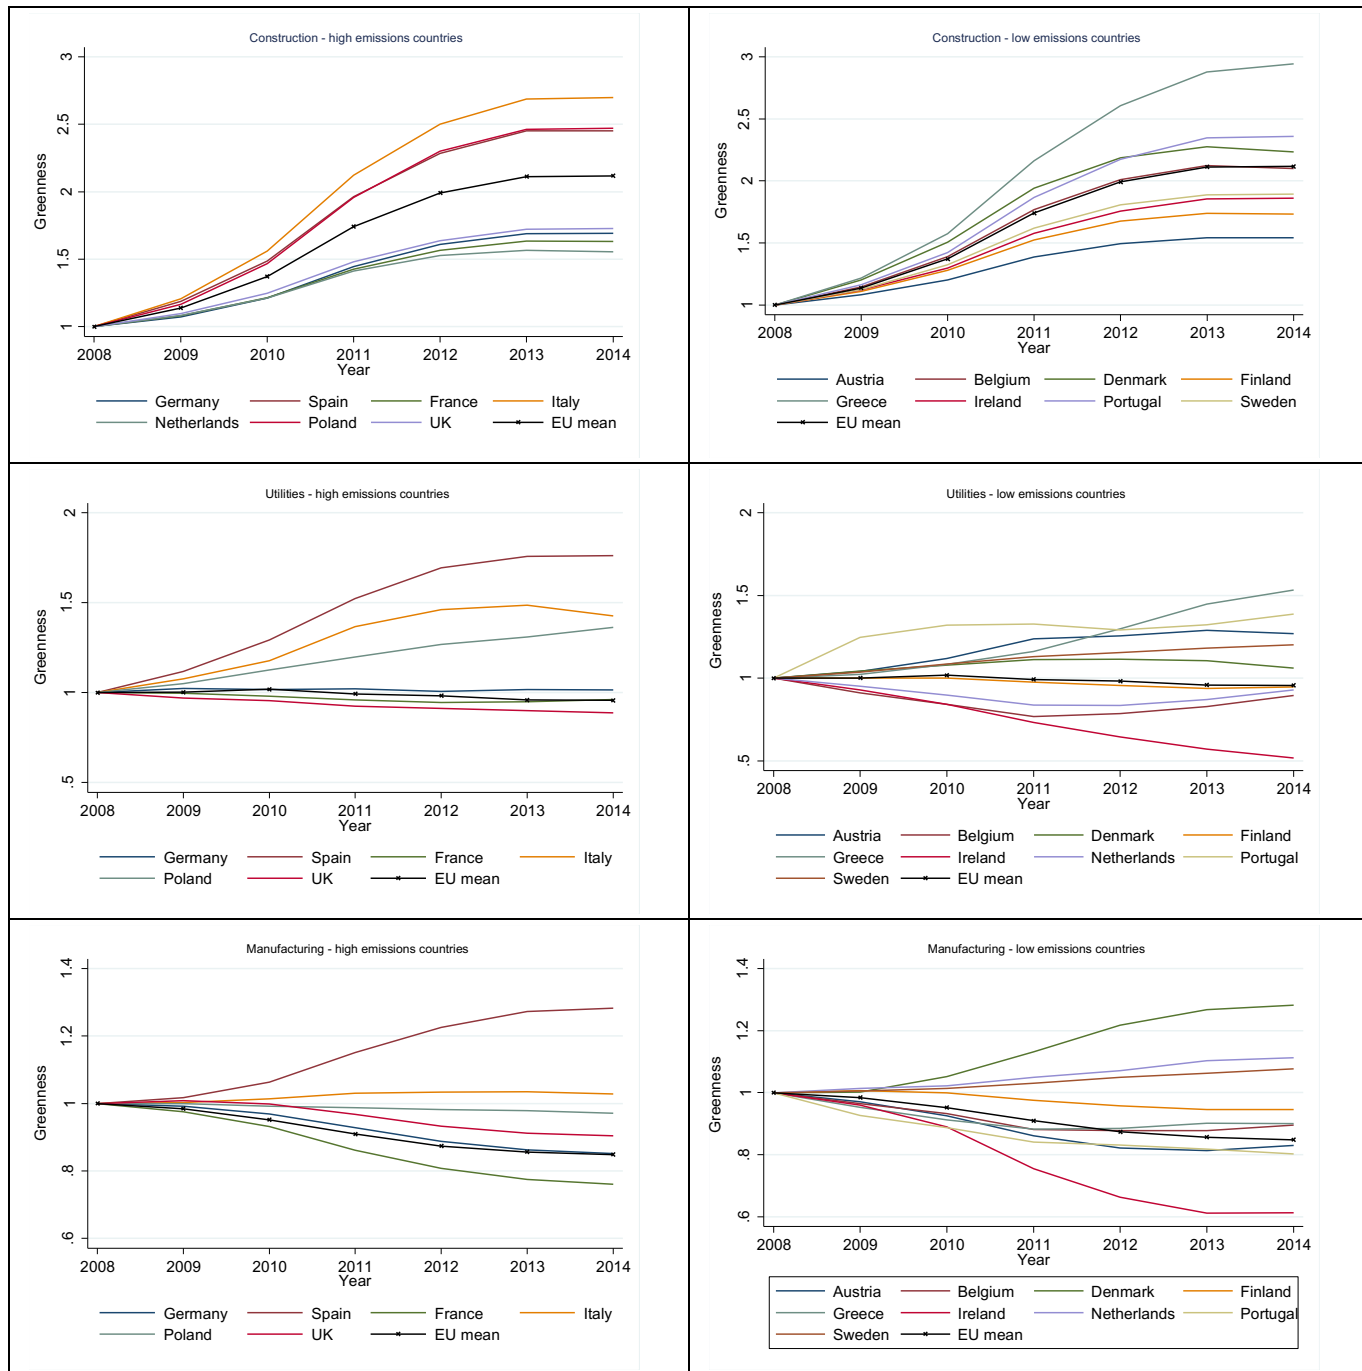 Construction - high emissions countries
3
2.5
2
1.5
1
Greenness
2008 2009 2010 2011 2012 2013 2014
Year
Germany Spain France Italy
Netherlands Poland UK EU mean
Construction - low emissions countries
3
2.5
2
1.5
1
Greenness
2008 2009 2010 2011 2012 2013 2014
Year
Austria Belgium Denmark Finland
Greece Ireland Portugal Sweden
EU mean
Utilities - high emissions countries
2
1.5
1
.5
Greenness
2008 2009 2010 2011 2012 2013 2014
Year
Germany Spain France Italy
Poland UK EU mean
Utilities - low emissions countries
2
1.5
1
.5
Greenness
2008 2009 2010 2011 2012 2013 2014
Year
Austria Belgium Denmark Finland
Greece Ireland Netherlands Portugal
Sweden EU mean
Manufacturing - high emissions countries
1.4
1.2
1
.8
.6
Greenness
2008 2009 2010 2011 2012 2013 2014
Year
Germany Spain France Italy
Poland UK EU mean
Manufacturing - low emissions countries
1.4
1.2
1
.8
.6
Greenness
2008 2009 2010 2011 2012 2013 2014
Year
Austria Belgium Denmark Finland
Greece Ireland Netherlands Portugal
Sweden EU mean